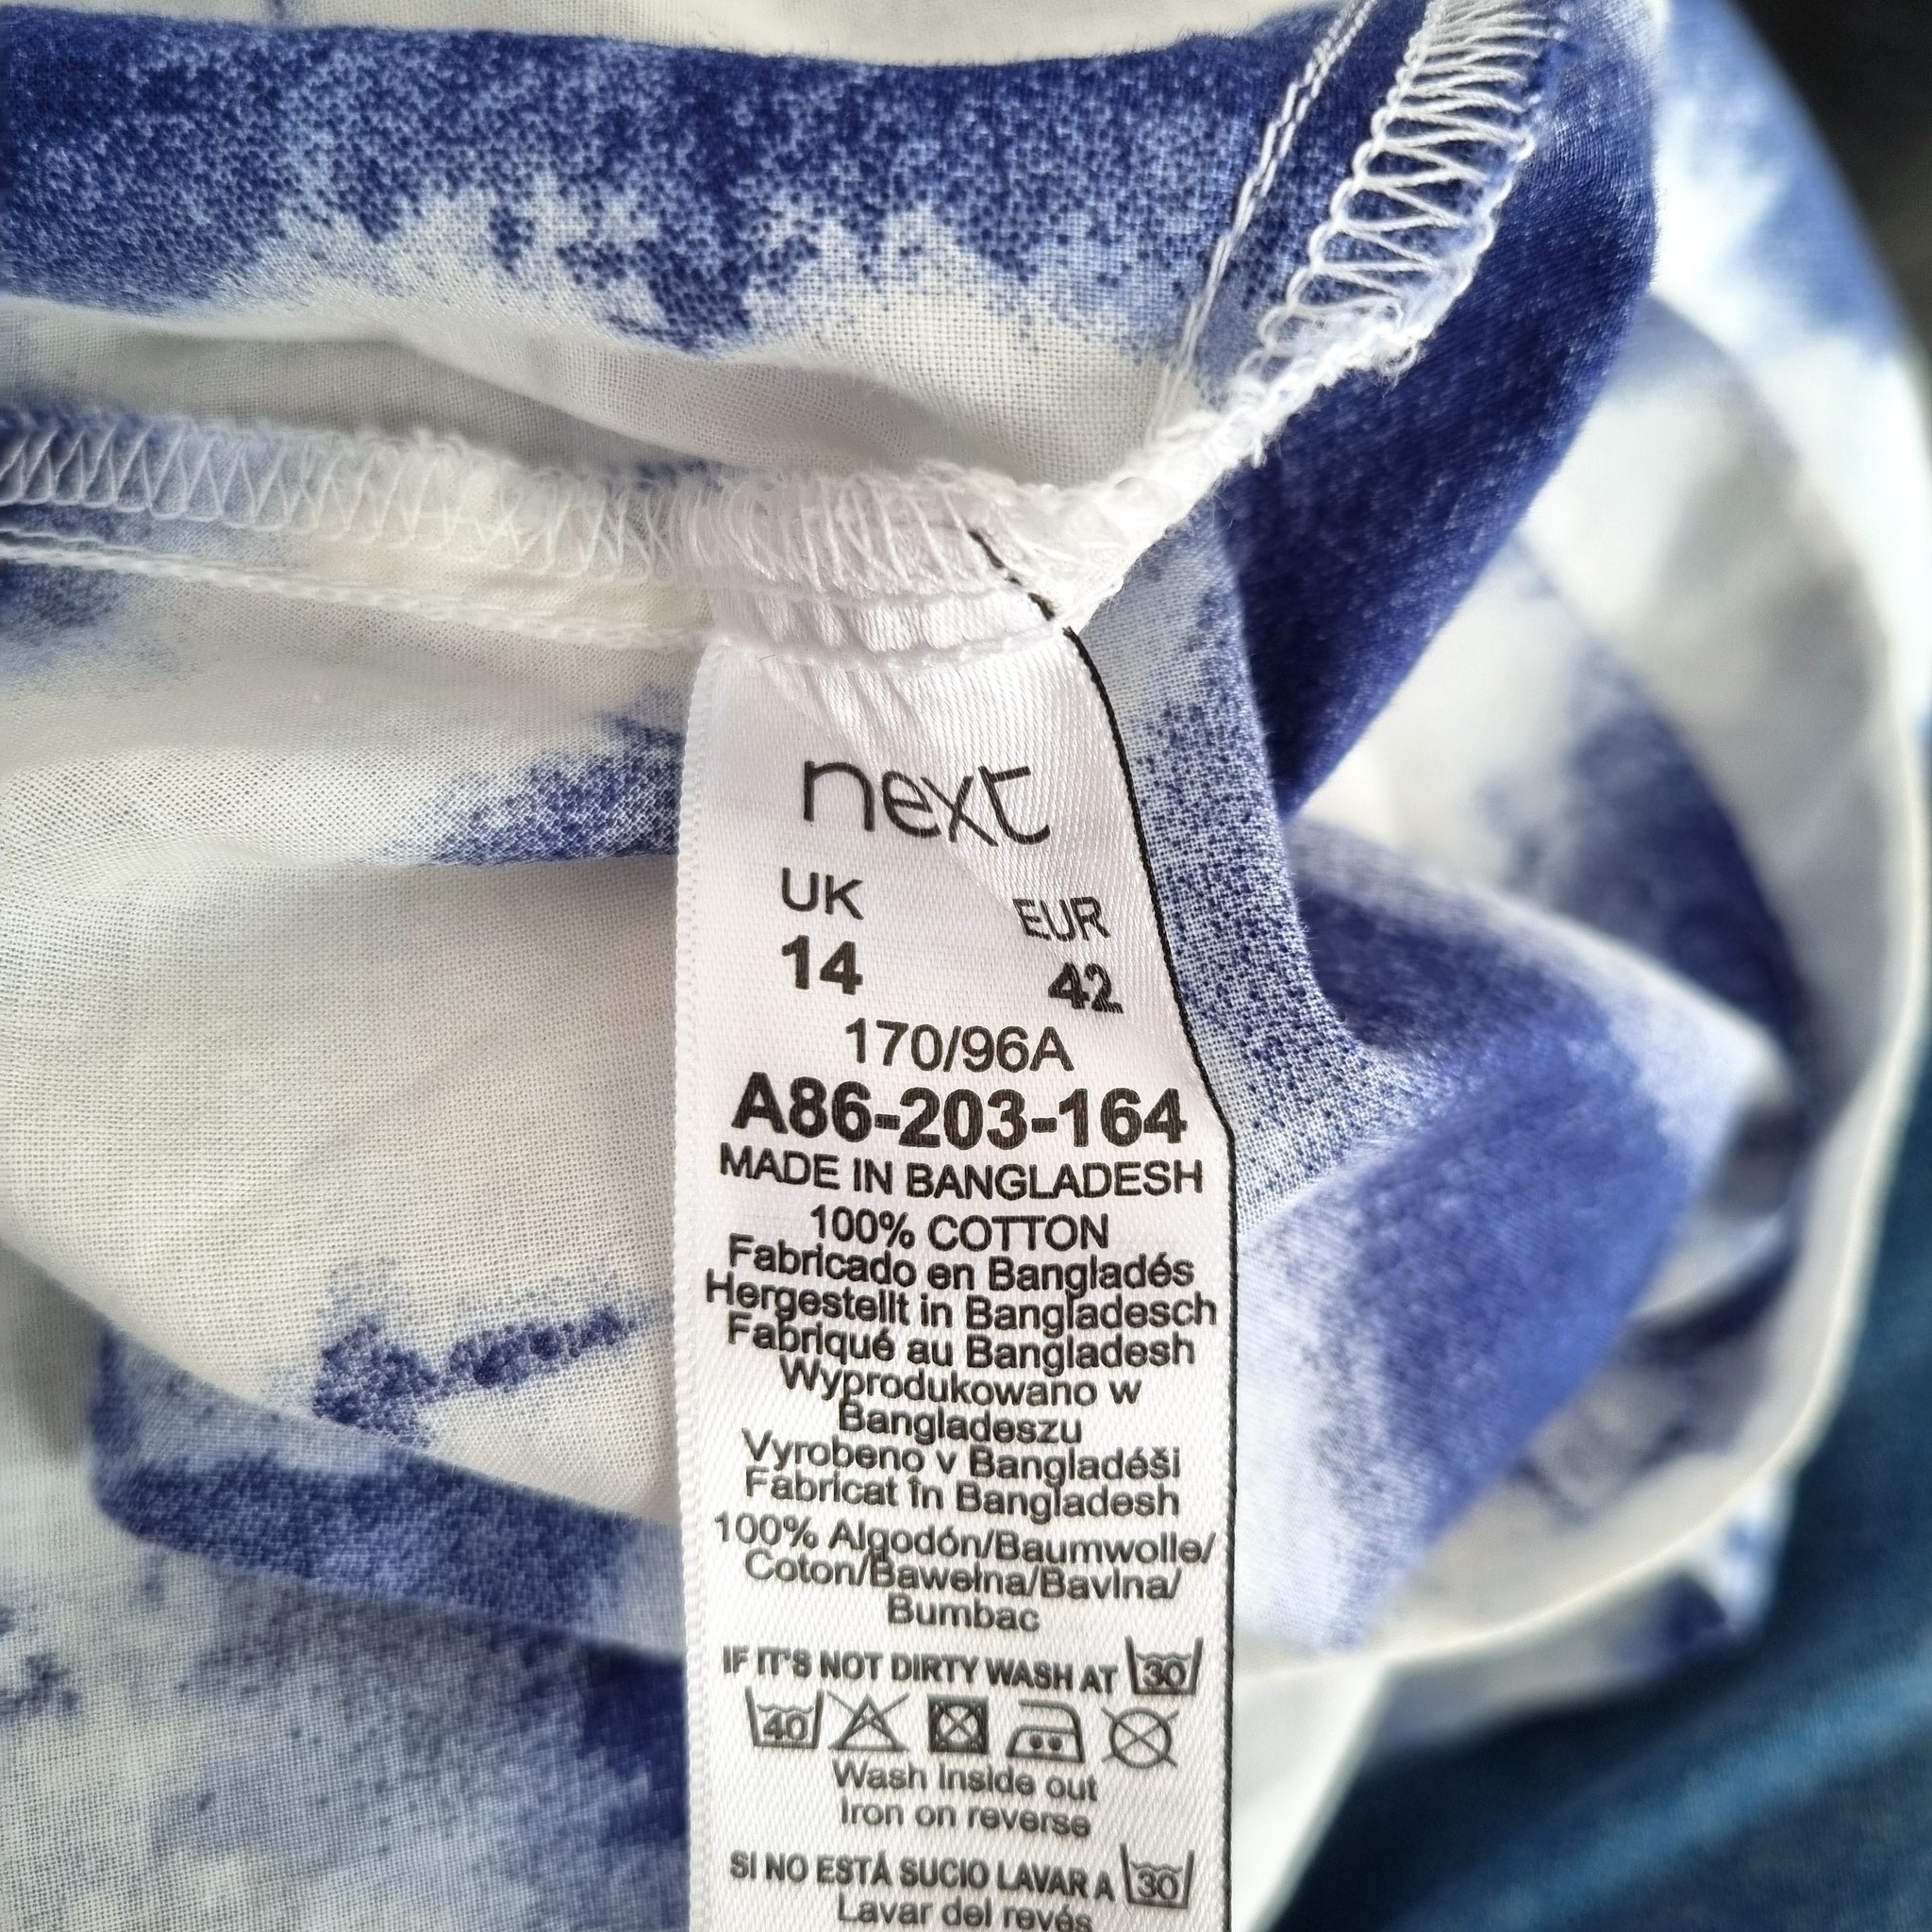 next
UK EUR
14 42
170/96A
A86-203-164
MADE IN BANGLADESH
100% COTTON
Fabricado en Bangladés
Hergestellt in Bangladesch
Fabriqué au Bangladesh
Wyprodukowano w
Bangladeszu
Vyrobeno v Bangladéši
Fabricat în Bangladesh
100% Algodón/Baumwolle/
Coton/Bawełna/Bavlna/
Bumbac
IF IT'S NOT DIRTY WASH AT 30
40
Wash inside out
Iron on reverse
SI NO ESTÁ SUCIO LAVAR A 30
Lavar del revés